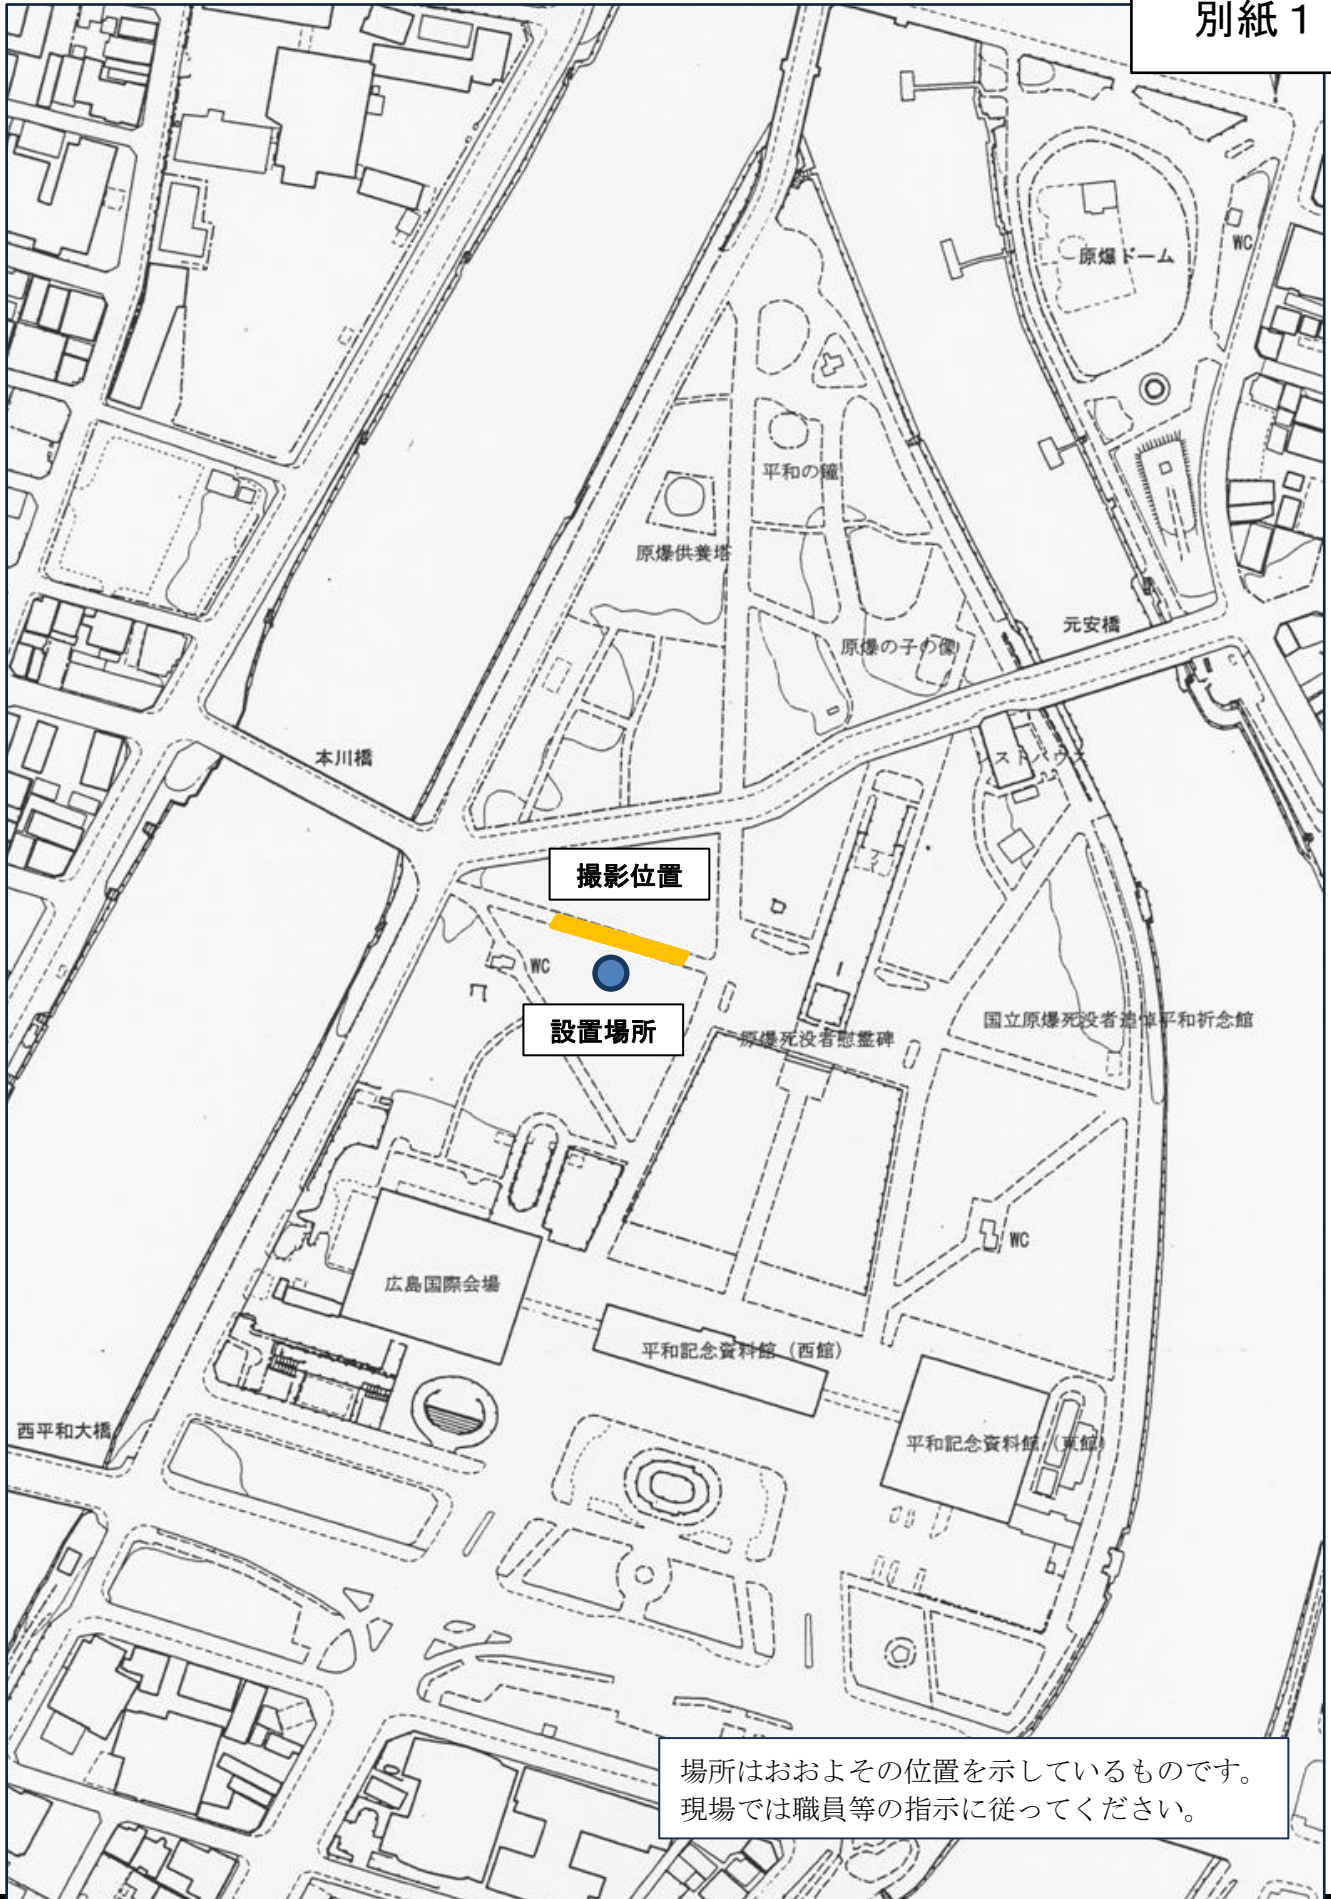 別紙１
WC
原爆ドーム
平和の鐘
原爆供養塔
元安橋
原爆の子の像
本川橋
レストハウス
撮影位置
WC
設置場所
国立原爆死没者追悼平和祈念館
原爆死没者慰霊碑
WC
広島国際会場
平和記念資料館（西館）
西平和大橋
平和記念資料館（東館）
場所はおおよその位置を示しているものです。
現場では職員等の指示に従ってください。